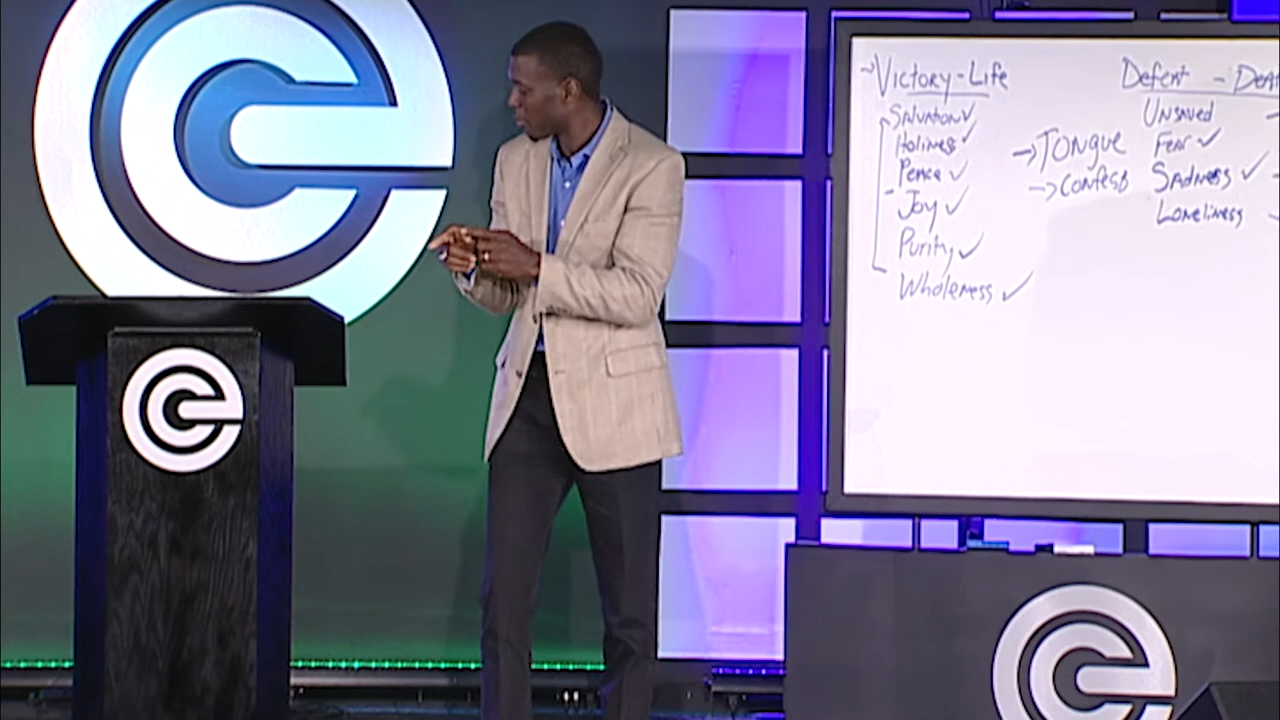 ~Victory-Life
Salvation ✓
Holiness ✓
Peace ✓
- Joy ✓
Purity ✓
Wholeness ✓
→ Tongue
→ Confess
Defeat - Dea
Unsaved
Fear ✓
Sadness ✓
Loneliness